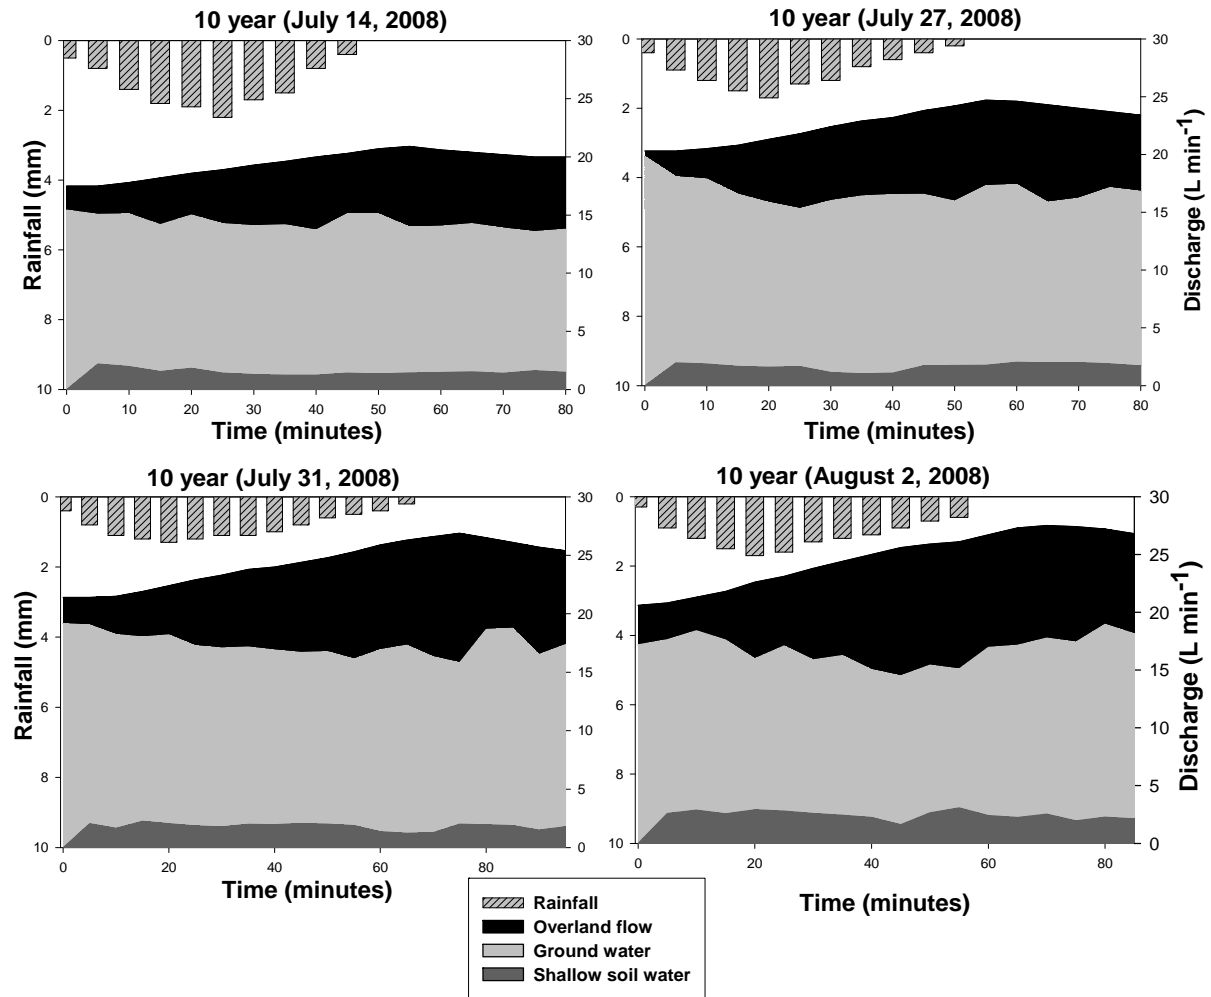 10 year (July 14, 2008)
10 year (July 27, 2008)
0
2
4
6
8
10
Rainfall (mm)
30
25
20
15
10
5
0
0 10 20 30 40 50 60 70 80
Time (minutes)
0
2
4
6
8
10
30
25
20
15
10
5
0
Discharge (L min-1)
0 10 20 30 40 50 60 70 80
Time (minutes)
10 year (July 31, 2008)
10 year (August 2, 2008)
0
2
4
6
8
10
Rainfall (mm)
30
25
20
15
10
5
0
0 20 40 60 80
Time (minutes)
0
2
4
6
8
10
30
25
20
15
10
5
0
Discharge (L min-1)
0 20 40 60 80
Time (minutes)
Rainfall
Overland flow
Ground water
Shallow soil water